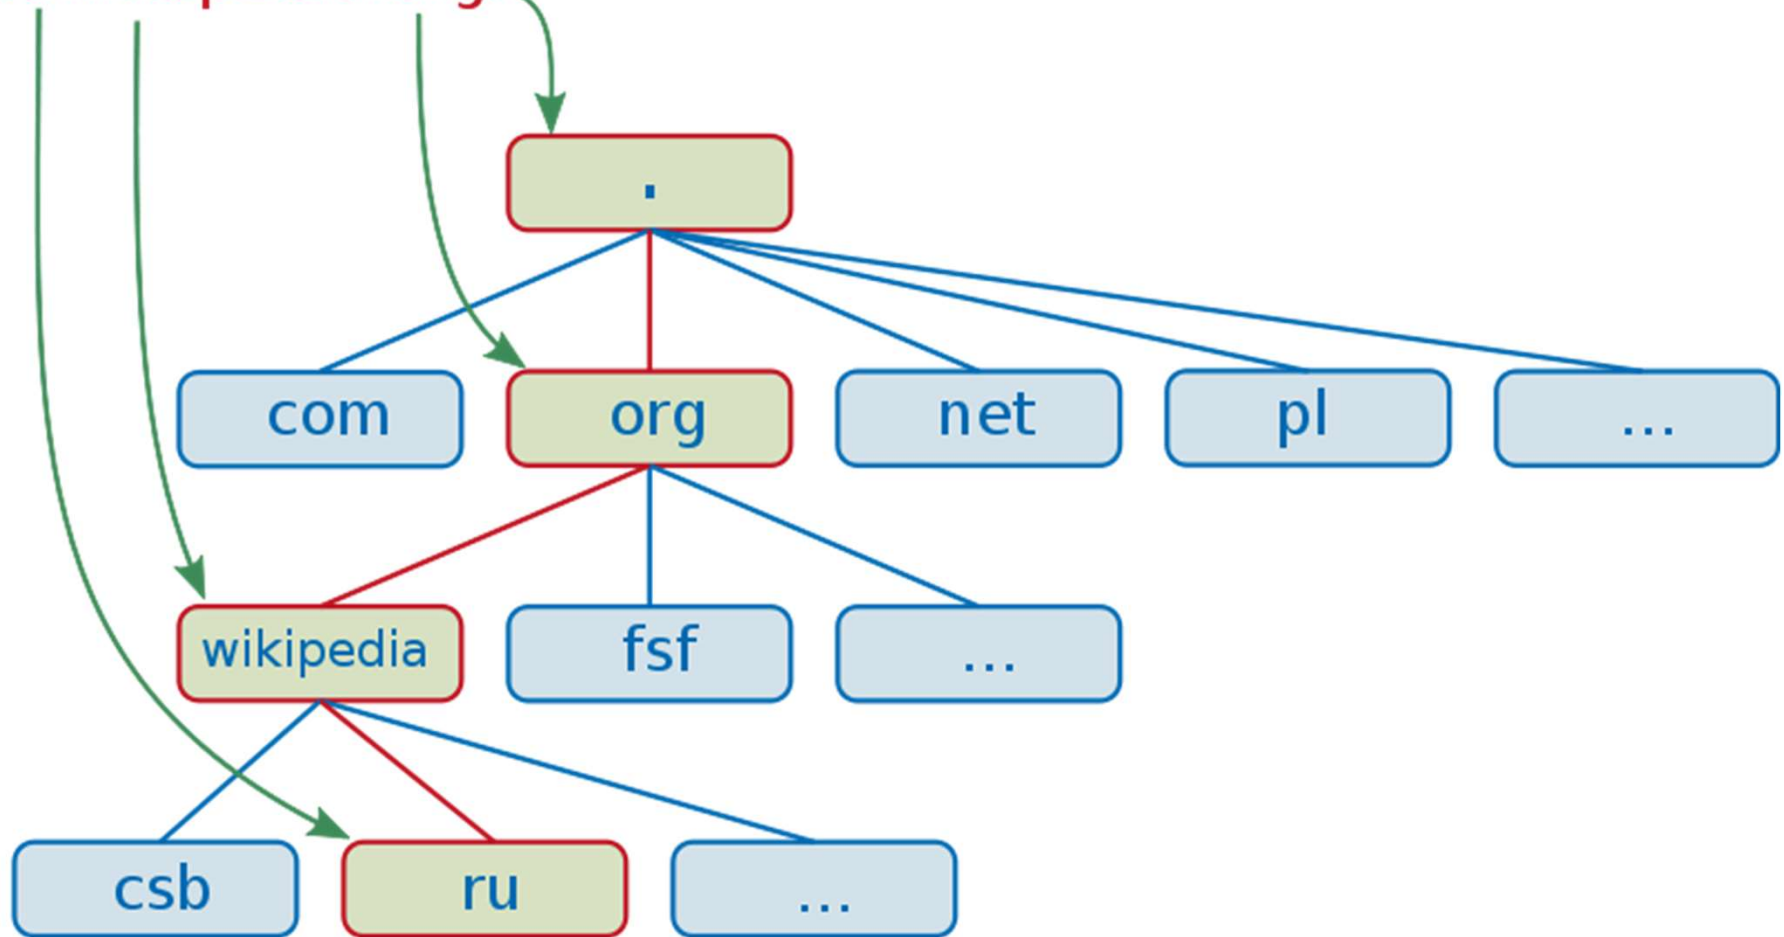 .
com org net pl ...
wikipedia fsf ...
csb ru ...